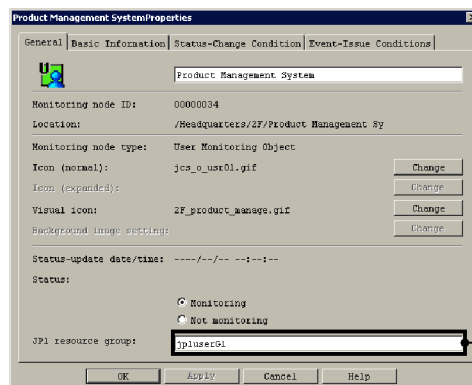 Product Management SystemProperties
General Basic Information Status-Change Condition Event-Issue Conditions
Product Management System
Monitoring node ID: 00000034
Location: /Headquarters/2F/Product Management Sy
Monitoring node type: User Monitoring Object
Icon (normal): jcs_o_usr01.gif Change
Icon (expanded): Change
Visual icon: 2F_product_manage.gif Change
Background image setting: Change
Status-update date/time: ----/--/-- --:--:--
Status:
Monitoring
Not monitoring
JP1 resource group: jp1userG1
OK Apply Cancel Help